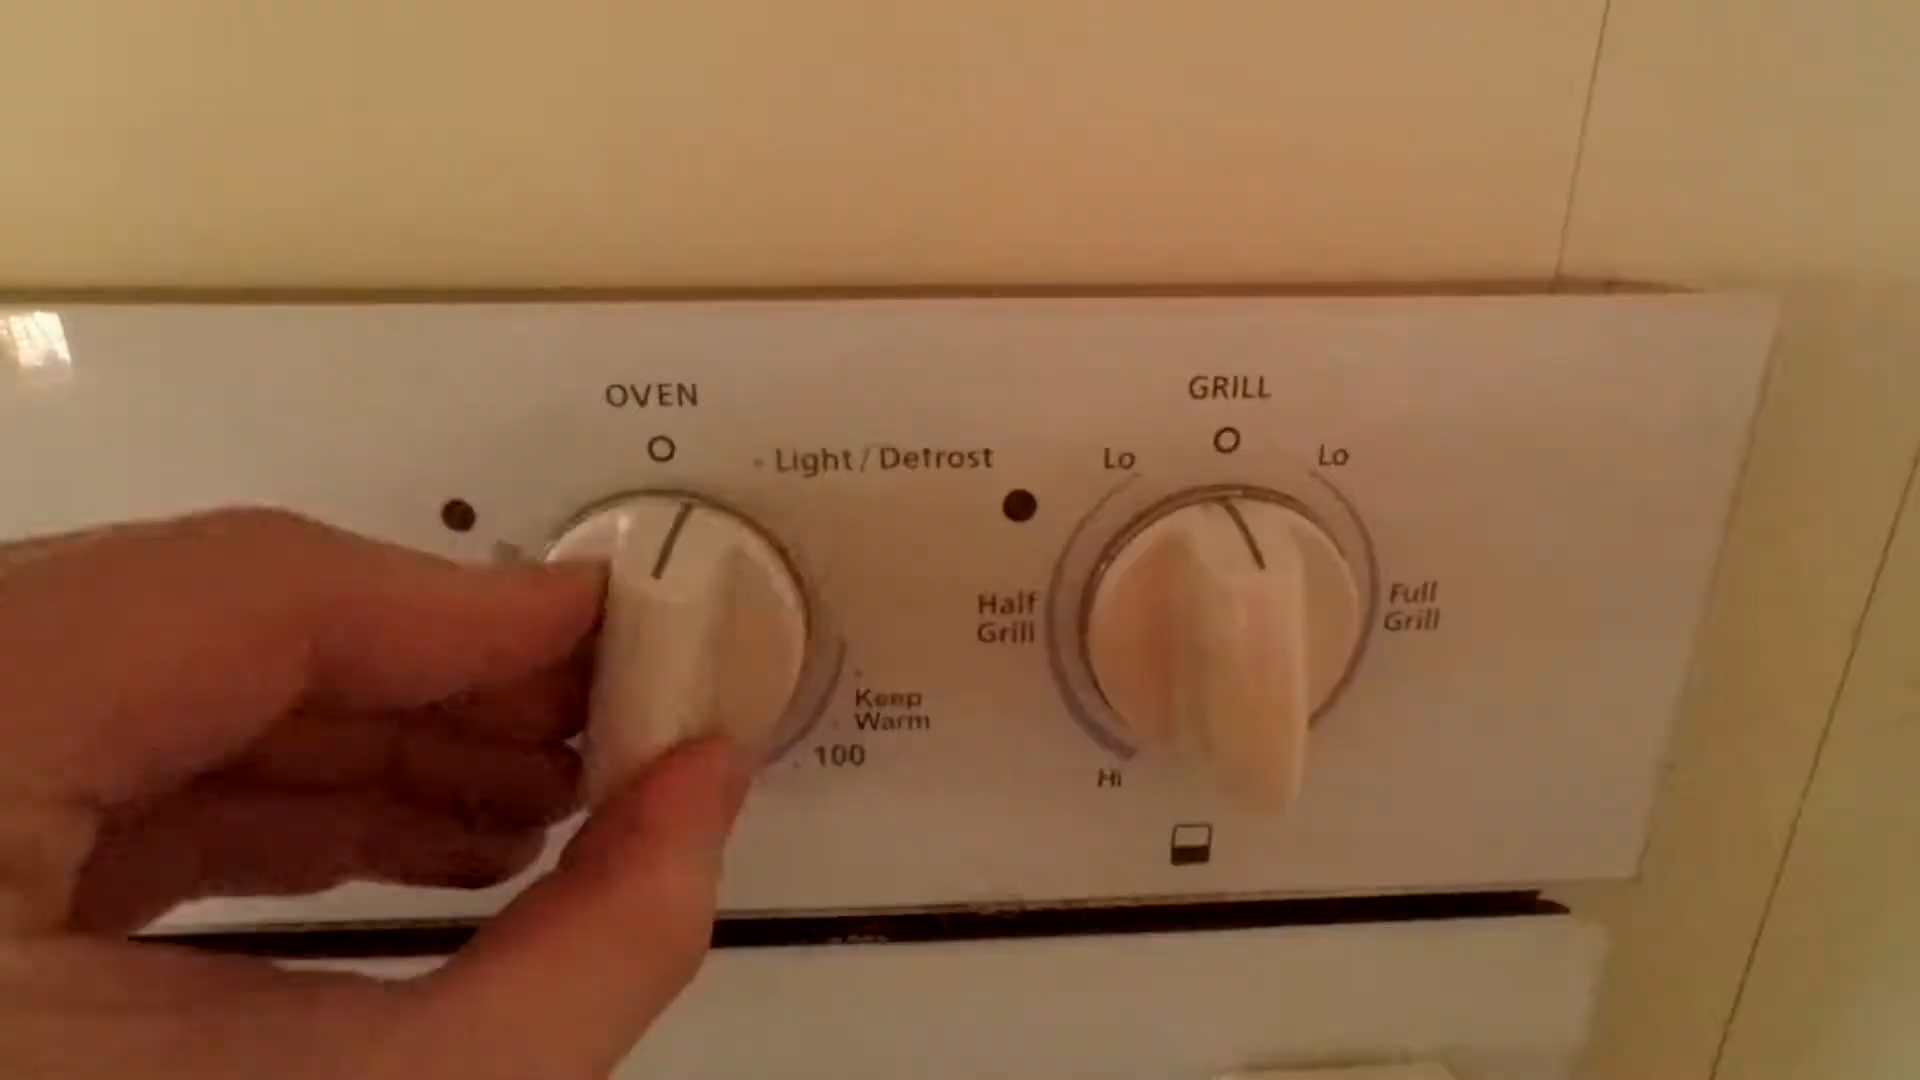 OVEN
GRILL
Light / Defrost
Lo
Lo
Half
Grill
Full
Grill
Keep
Warm
100
Hi